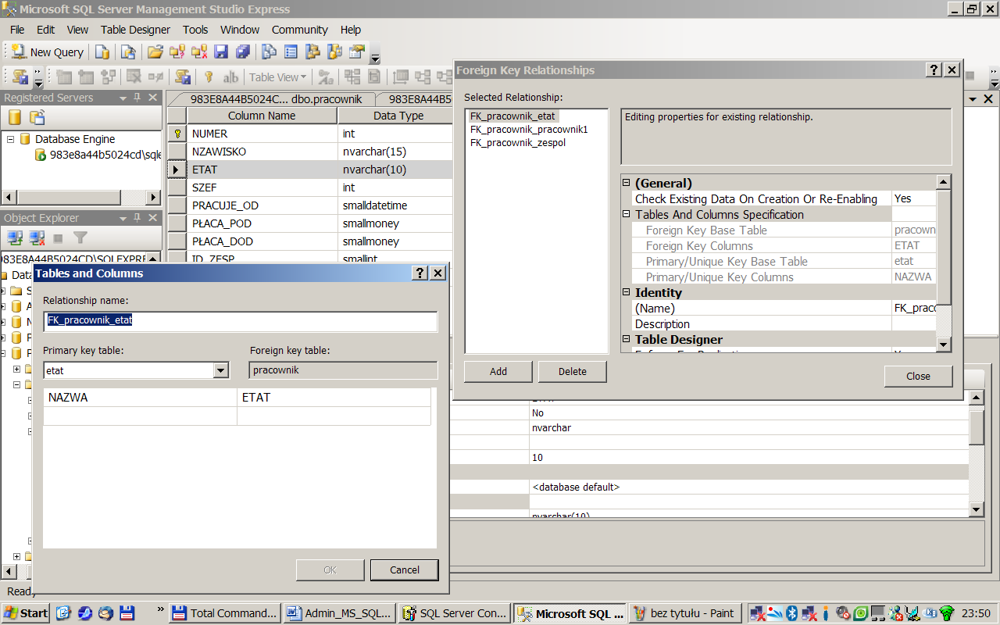 Microsoft SQL Server Management Studio Express
File Edit View Table Designer Tools Window Community Help
New Query
Table View
Registered Servers
Database Engine
983e8a44b5024cd\sqle
Object Explorer
983E8A44B5024CD\SQLEXPRE
Data
983E8A44B5024C... dbo.pracownik
983E8A44B50
Column Name Data Type
NUMER int
NZAWISKO nvarchar(15)
ETAT nvarchar(10)
SZEF int
PRACUJE_OD smalldatetime
PŁACA_POD smallmoney
PŁACA_DOD smallmoney
ID_ZESP smallint
Foreign Key Relationships
Selected Relationship:
FK_pracownik_etat
FK_pracownik_pracownik1
FK_pracownik_zespol
Editing properties for existing relationship.
(General)
Check Existing Data On Creation Or Re-Enabling Yes
Tables And Columns Specification
Foreign Key Base Table pracown
Foreign Key Columns ETAT
Primary/Unique Key Base Table etat
Primary/Unique Key Columns NAZWA
Identity
(Name) FK_prac
Description
Table Designer
Add Delete
Close
Tables and Columns
Relationship name:
FK_pracownik_etat
Primary key table: Foreign key table:
etat pracownik
NAZWA ETAT
OK Cancel
No
nvarchar
10
<database default>
nvarchar(10)
Ready
Start
Total Command...
Admin_MS_SQL...
SQL Server Con...
Microsoft SQL ...
bez tytułu - Paint
23:50